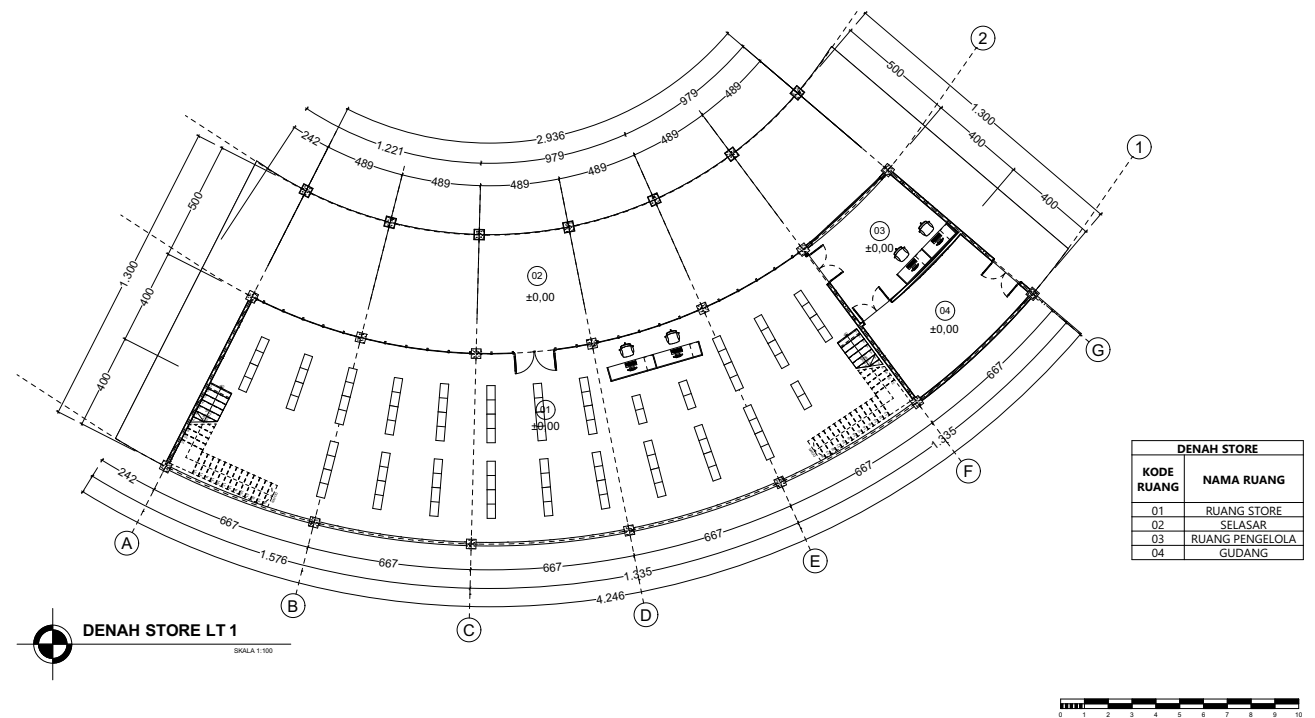 2
1
500
1.300
400
400
979
489
2.936
979
489
489
489
489
489
1.221
242
500
1.300
400
400
03
±0,00
04
±0,00
02
±0,00
01
±0.00
G
667
1.335
F
667
667
E
667
1.335
4.246
D
667
C
1.576
667
B
242
A
DENAH STORE
KODE RUANG NAMA RUANG
01 RUANG STORE
02 SELASAR
03 RUANG PENGELOLA
04 GUDANG
DENAH STORE LT 1
SKALA 1:100
0 1 2 3 4 5 6 7 8 9 10